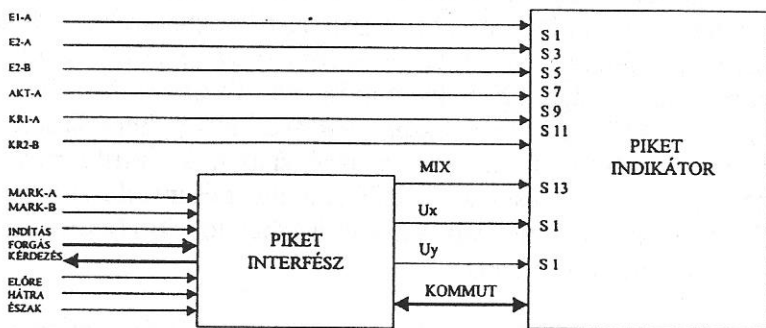 E1-A
E2-A
E2-B
AKT-A
KR1-A
KR2-B
S 1
S 3
S 5
S 7
S 9
S 11
PIKET
INDIKÁTOR
MARK-A
MARK-B
INDÍTÁS
FORGÁS
KÉRDEZÉS
ELŐRE
HÁTRA
ÉSZAK
PIKET
INTERFÉSZ
MIX
S 13
Ux
S 1
Uy
S 1
KOMMUT